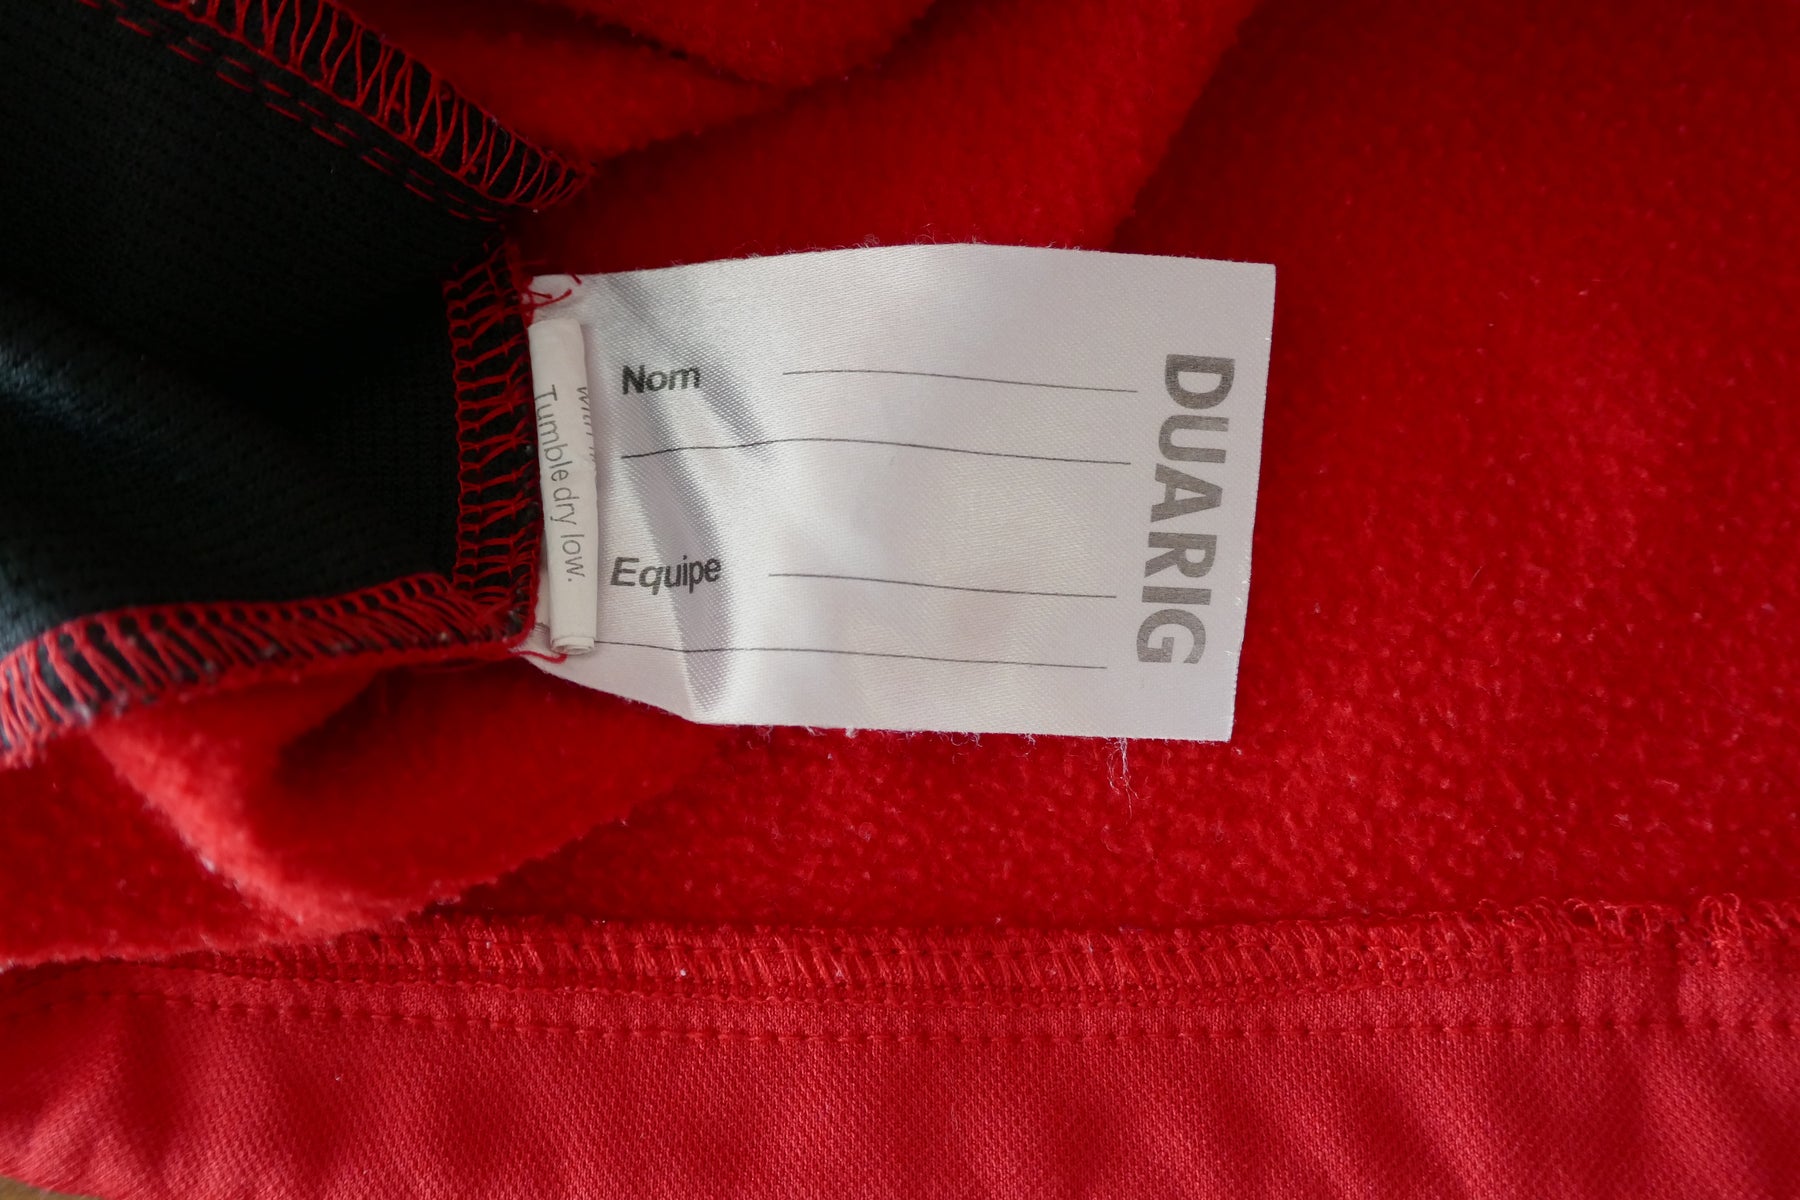 Tumble dry low.
Nom
Equipe
DUARIG